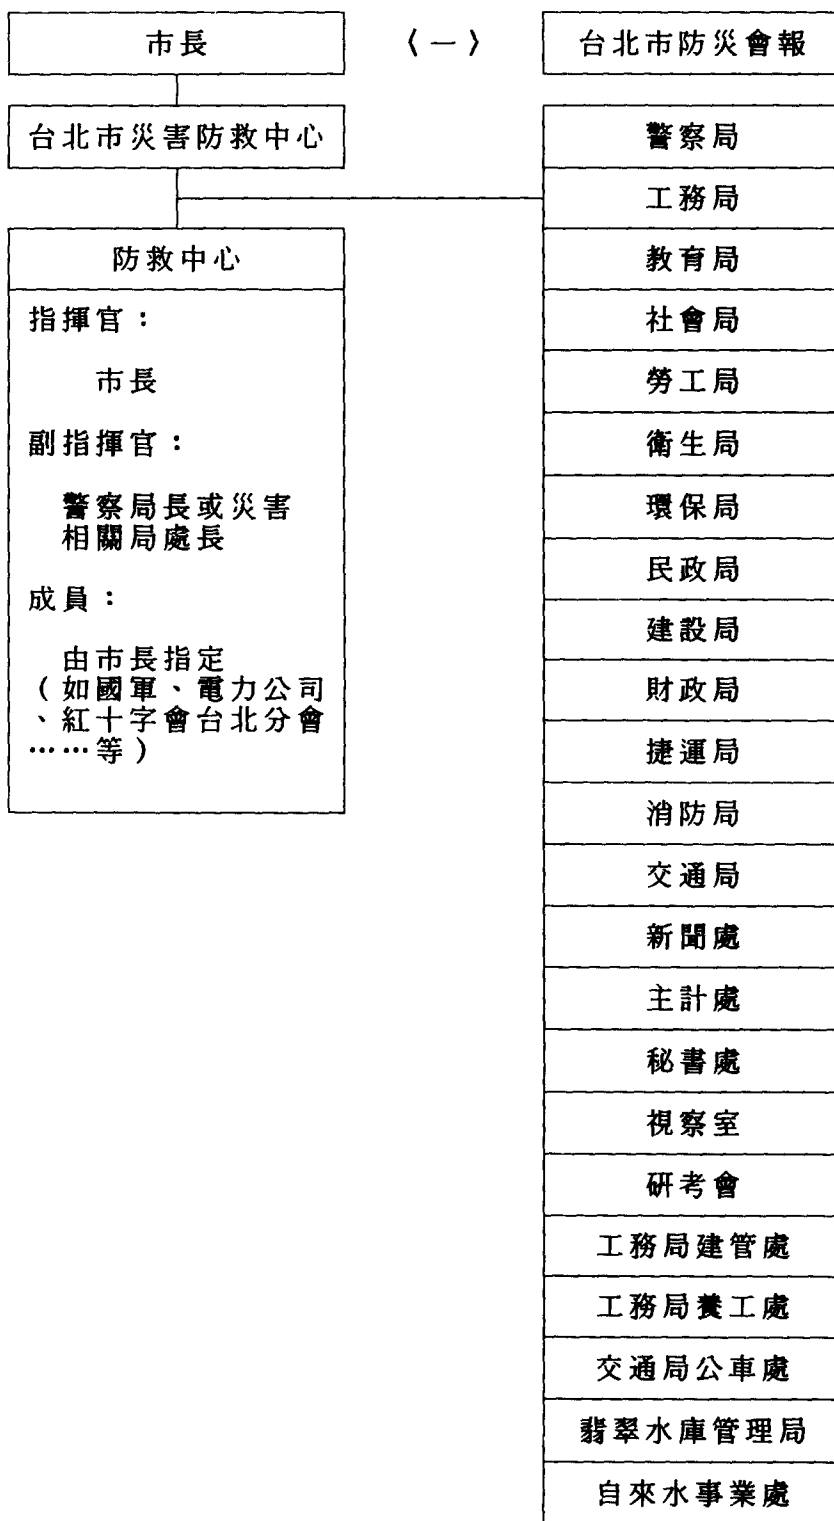 市長
〈一〉
台北市防災會報
台北市災害防救中心
防救中心
指揮官：
市長
副指揮官：
警察局長或災害
相關局處長
成員：
由市長指定
（如國軍、電力公司
、紅十字會台北分會
……等）
警察局
工務局
教育局
社會局
勞工局
衛生局
環保局
民政局
建設局
財政局
捷運局
消防局
交通局
新聞處
主計處
秘書處
視察室
研考會
工務局建管處
工務局養工處
交通局公車處
翡翠水庫管理局
自來水事業處